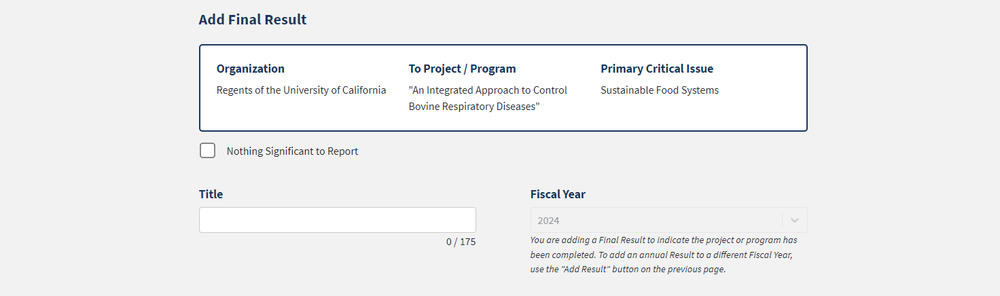 Add Final Result
Organization
Regents of the University of California
To Project / Program
"An Integrated Approach to Control
Bovine Respiratory Diseases"
Primary Critical Issue
Sustainable Food Systems
Nothing Significant to Report
Title
0 / 175
Fiscal Year
2024
You are adding a Final Result to indicate the project or program has
been completed. To add an annual Result to a different Fiscal Year,
use the "Add Result" button on the previous page.